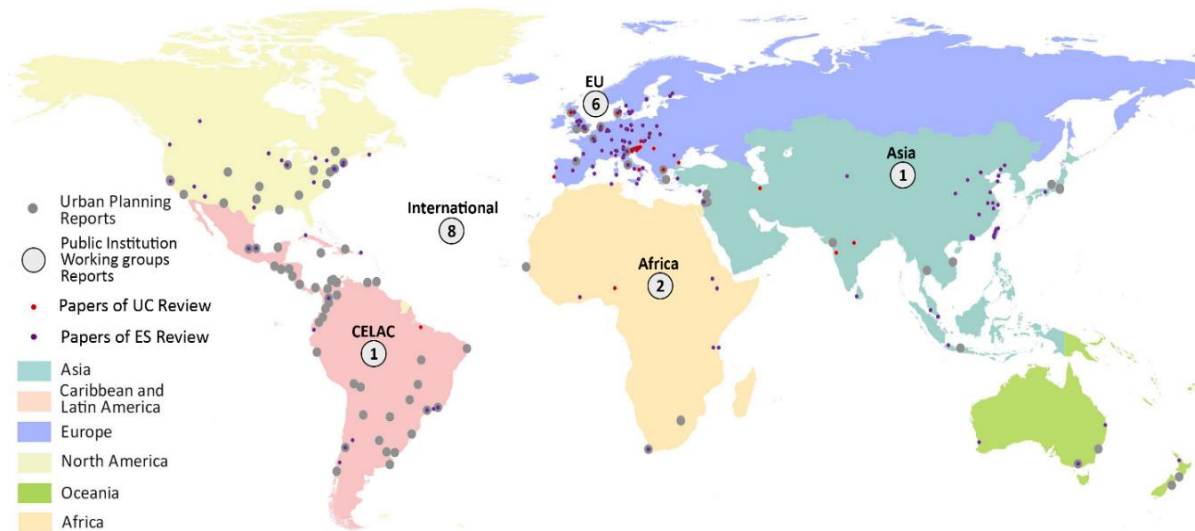 EU
6
Asia
1
International
8
Africa
2
CELAC
1
Urban Planning
Reports
Public Institution
Working groups
Reports
Papers of UC Review
Papers of ES Review
Asia
Caribbean and
Latin America
Europe
North America
Oceania
Africa